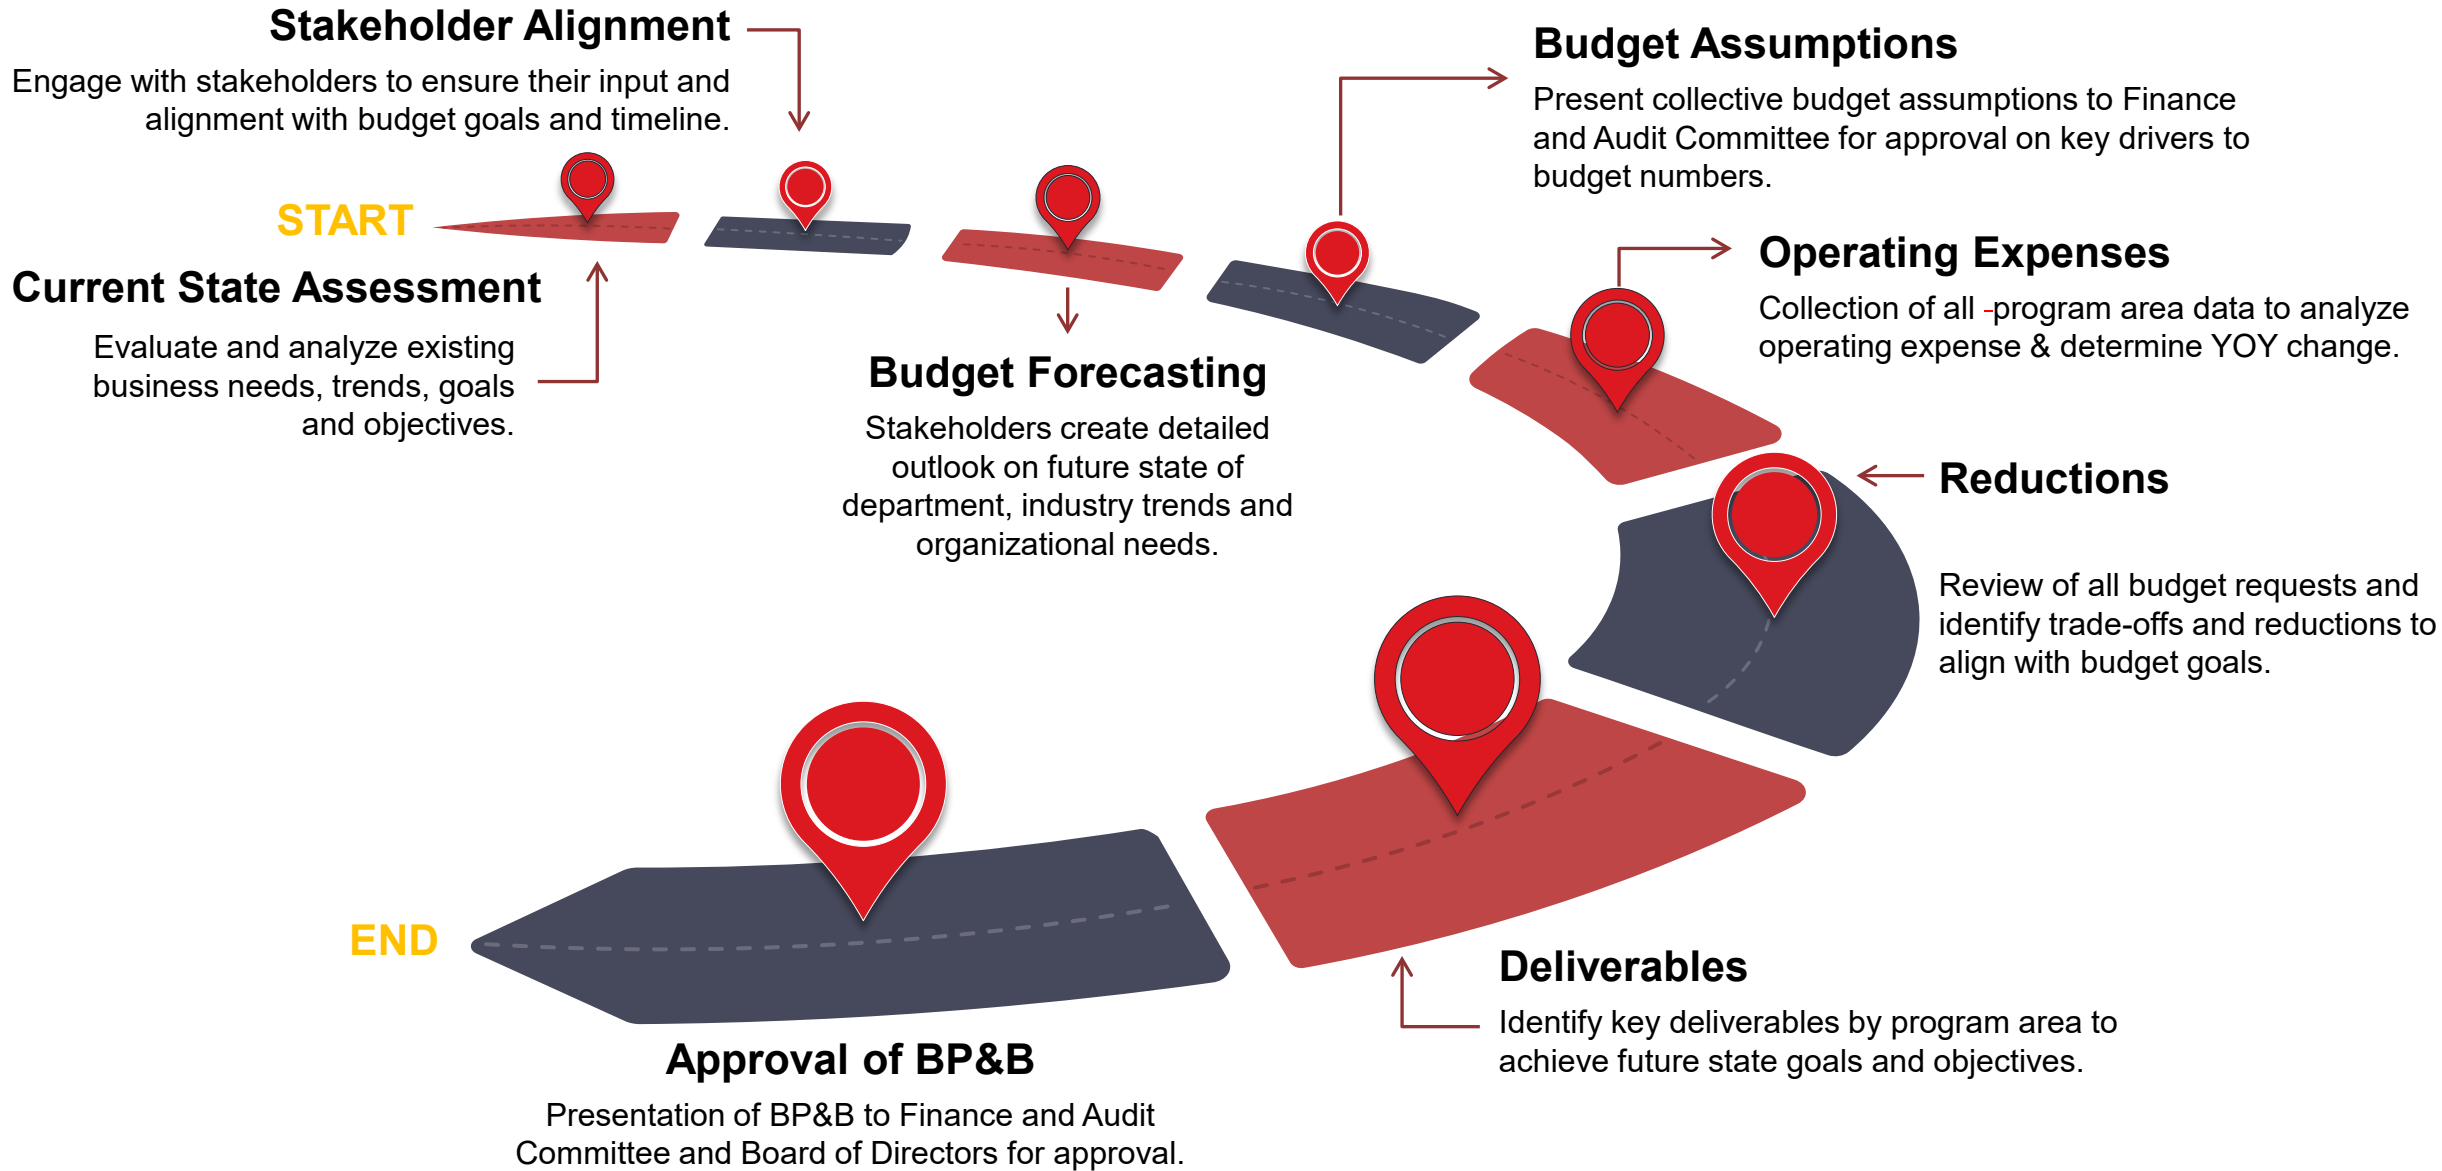 Stakeholder Alignment
Engage with stakeholders to ensure their input and
alignment with budget goals and timeline.
START
Current State Assessment
Evaluate and analyze existing
business needs, trends, goals
and objectives.
Budget Forecasting
Stakeholders create detailed
outlook on future state of
department, industry trends and
organizational needs.
Budget Assumptions
Present collective budget assumptions to Finance
and Audit Committee for approval on key drivers to
budget numbers.
Operating Expenses
Collection of all -program area data to analyze
operating expense & determine YOY change.
Reductions
Review of all budget requests and
identify trade-offs and reductions to
align with budget goals.
Deliverables
Identify key deliverables by program area to
achieve future state goals and objectives.
END
Approval of BP&B
Presentation of BP&B to Finance and Audit
Committee and Board of Directors for approval.